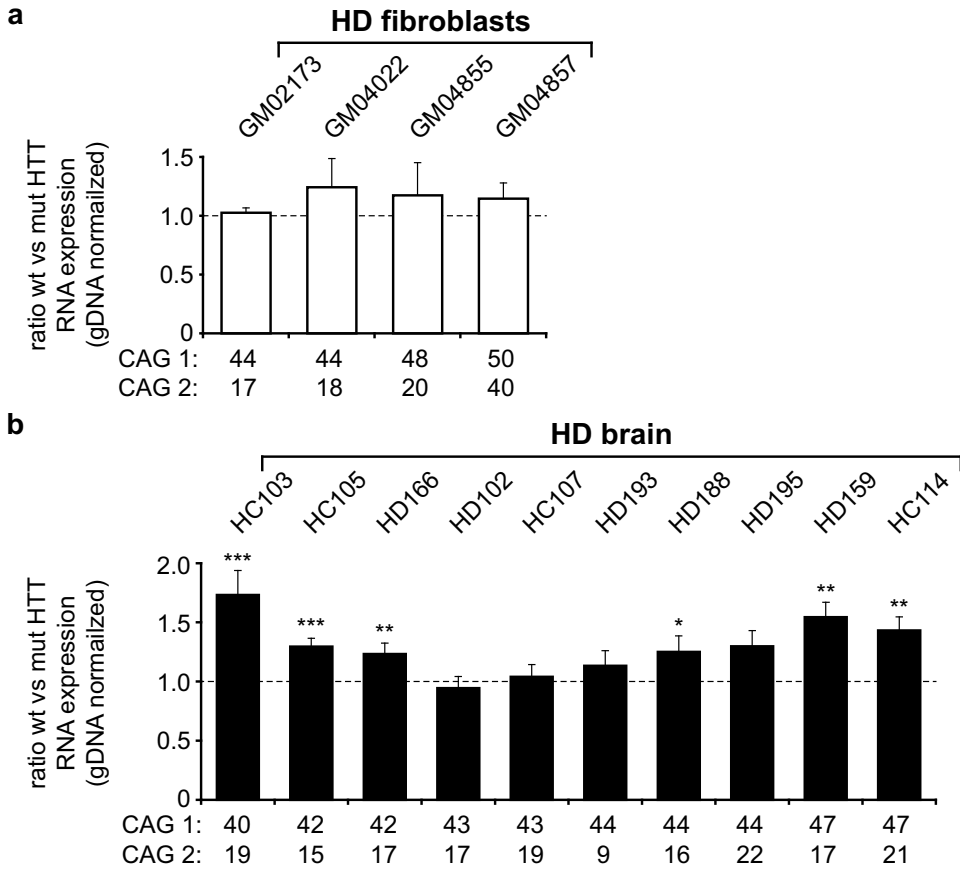 a
HD fibroblasts
GM02173 GM04022 GM04855 GM04857
ratio wt vs mut HTT
RNA expression
(gDNA normailzed)
1.5
1.0
0.5
0
CAG 1: 44 44 48 50
CAG 2: 17 18 20 40
b
HD brain
HC103 HC105 HD166 HD102 HC107 HD193 HD188 HD195 HD159 HC114
ratio wt vs mut HTT
RNA expression
(gDNA normailzed)
2.0
1.5
1.0
0.5
0
*** *** ** * ** **
CAG 1: 40 42 42 43 43 44 44 44 47 47
CAG 2: 19 15 17 17 19 9 16 22 17 21